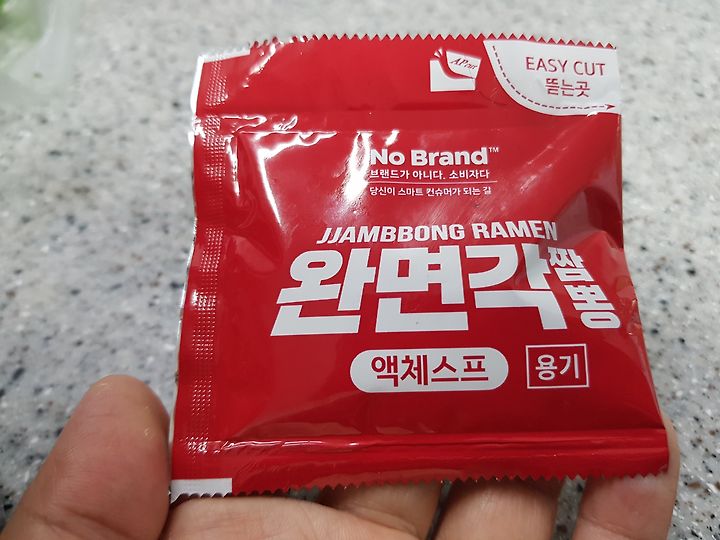 APcut
EASY CUT
뜯는곳
No Brand™
브랜드가 아니다. 소비자다
당신이 스마트 컨슈머가 되는 길
JJAMBBONG RAMEN
완면각
짬뽕
액체스프
용기